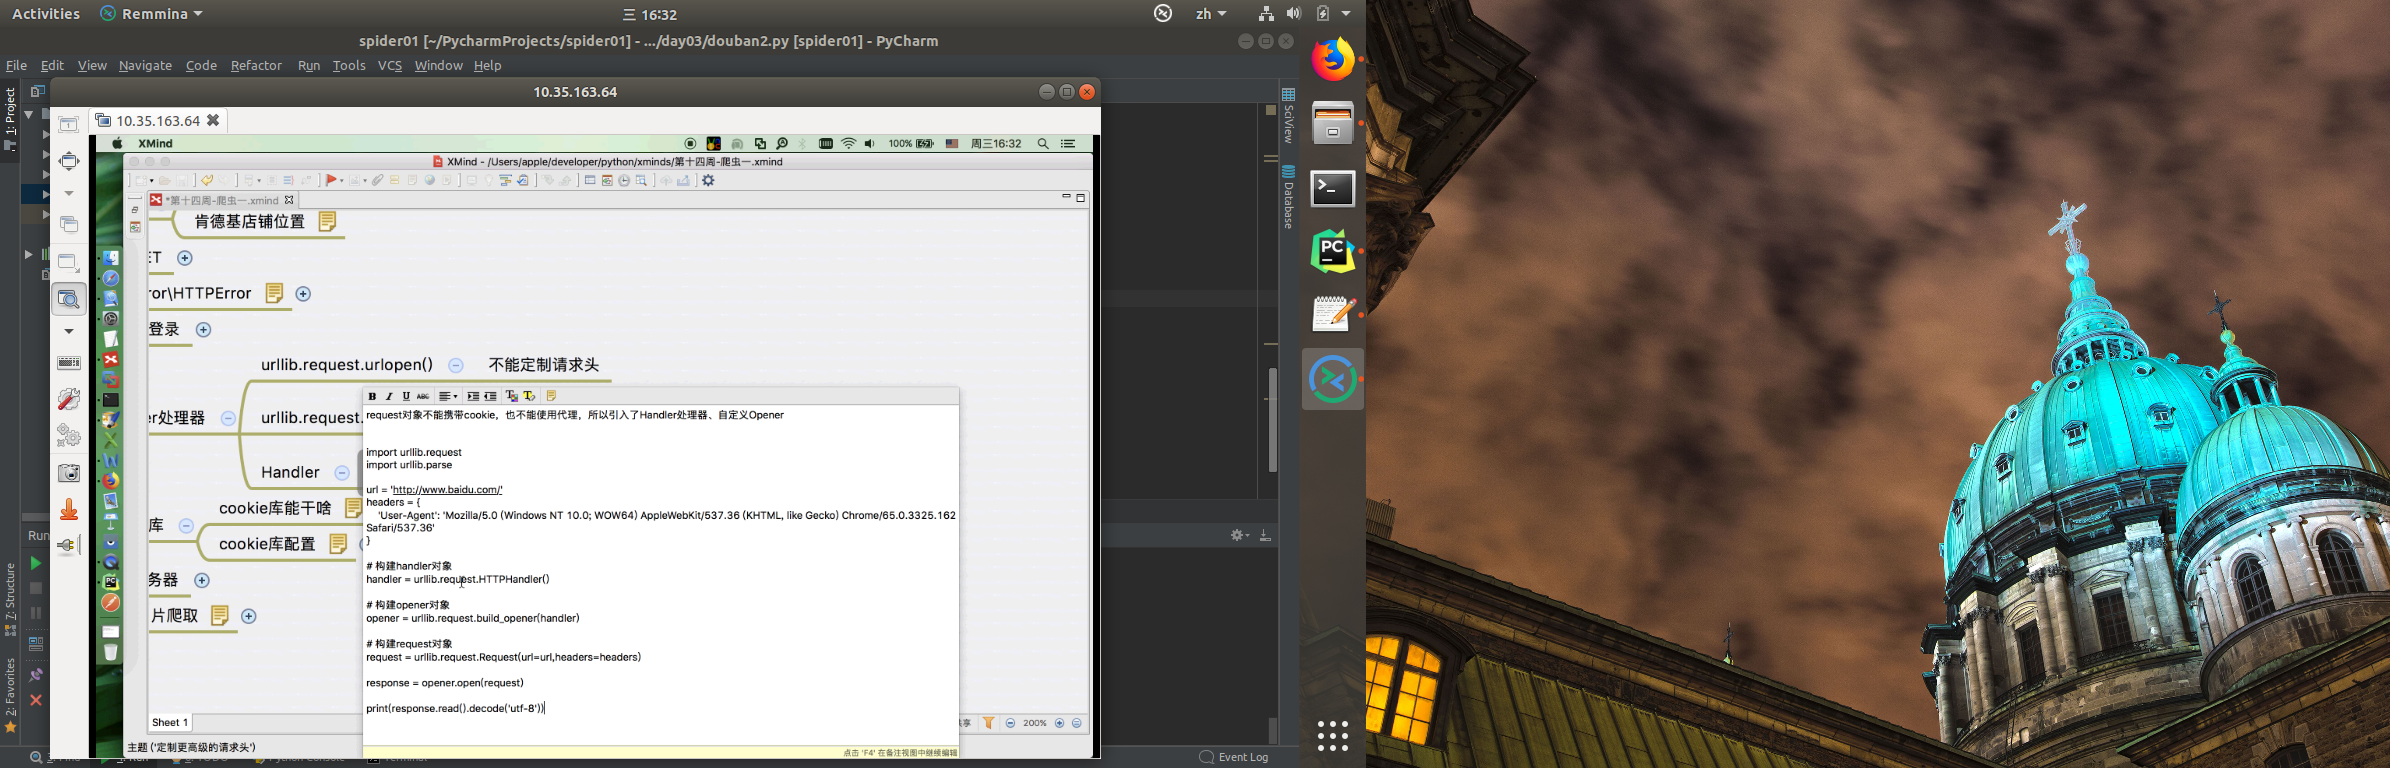 Activities
Remmina
三 16:32
zh
spider01 [~/PycharmProjects/spider01] - .../day03/douban2.py [spider01] - PyCharm
File Edit View Navigate Code Refactor Run Tools VCS Window Help
10.35.163.64
1: Project
10.35.163.64
XMind
100%
周三16:32
XMind - /Users/apple/developer/python/xminds/第十四周-爬虫一.xmind
*第十四周-爬虫一.xmind
肯德基店铺位置
ET
ror\HTTPError
登录
urllib.request.urlopen()
不能定制请求头
er处理器
urllib.request.
Handler
cookie库能干啥
库
cookie库配置
务器
片爬取
B I U ABC
request对象不能携带cookie，也不能使用代理，所以引入了Handler处理器、自定义Opener
import urllib.request
import urllib.parse
url = 'http://www.baidu.com/'
headers = {
'User-Agent': 'Mozilla/5.0 (Windows NT 10.0; WOW64) AppleWebKit/537.36 (KHTML, like Gecko) Chrome/65.0.3325.162
Safari/537.36'
}
# 构建handler对象
handler = urllib.request.HTTPHandler()
# 构建opener对象
opener = urllib.request.build_opener(handler)
# 构建request对象
request = urllib.request.Request(url=url,headers=headers)
response = opener.open(request)
print(response.read().decode('utf-8'))
点击 'F4' 在备注视图中继续编辑
Sheet 1
200%
主题 ('定制更高级的请求头')
SciView
Database
Run
7: Structure
2: Favorites
Event Log
PC